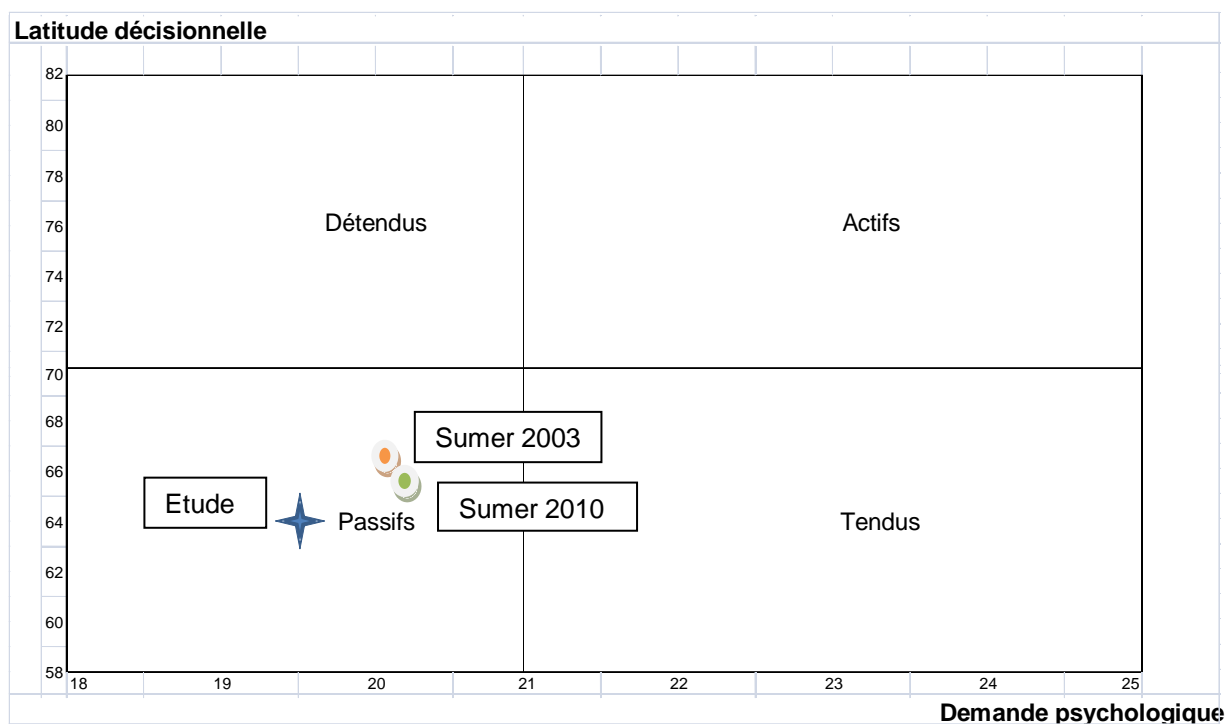 Latitude décisionnelle
82
80
78
76
Détendus
Actifs
74
72
70
68
Sumer 2003
66
Etude
Sumer 2010
64
Passifs
Tendus
62
60
58
18 19 20 21 22 23 24 25
Demande psychologique